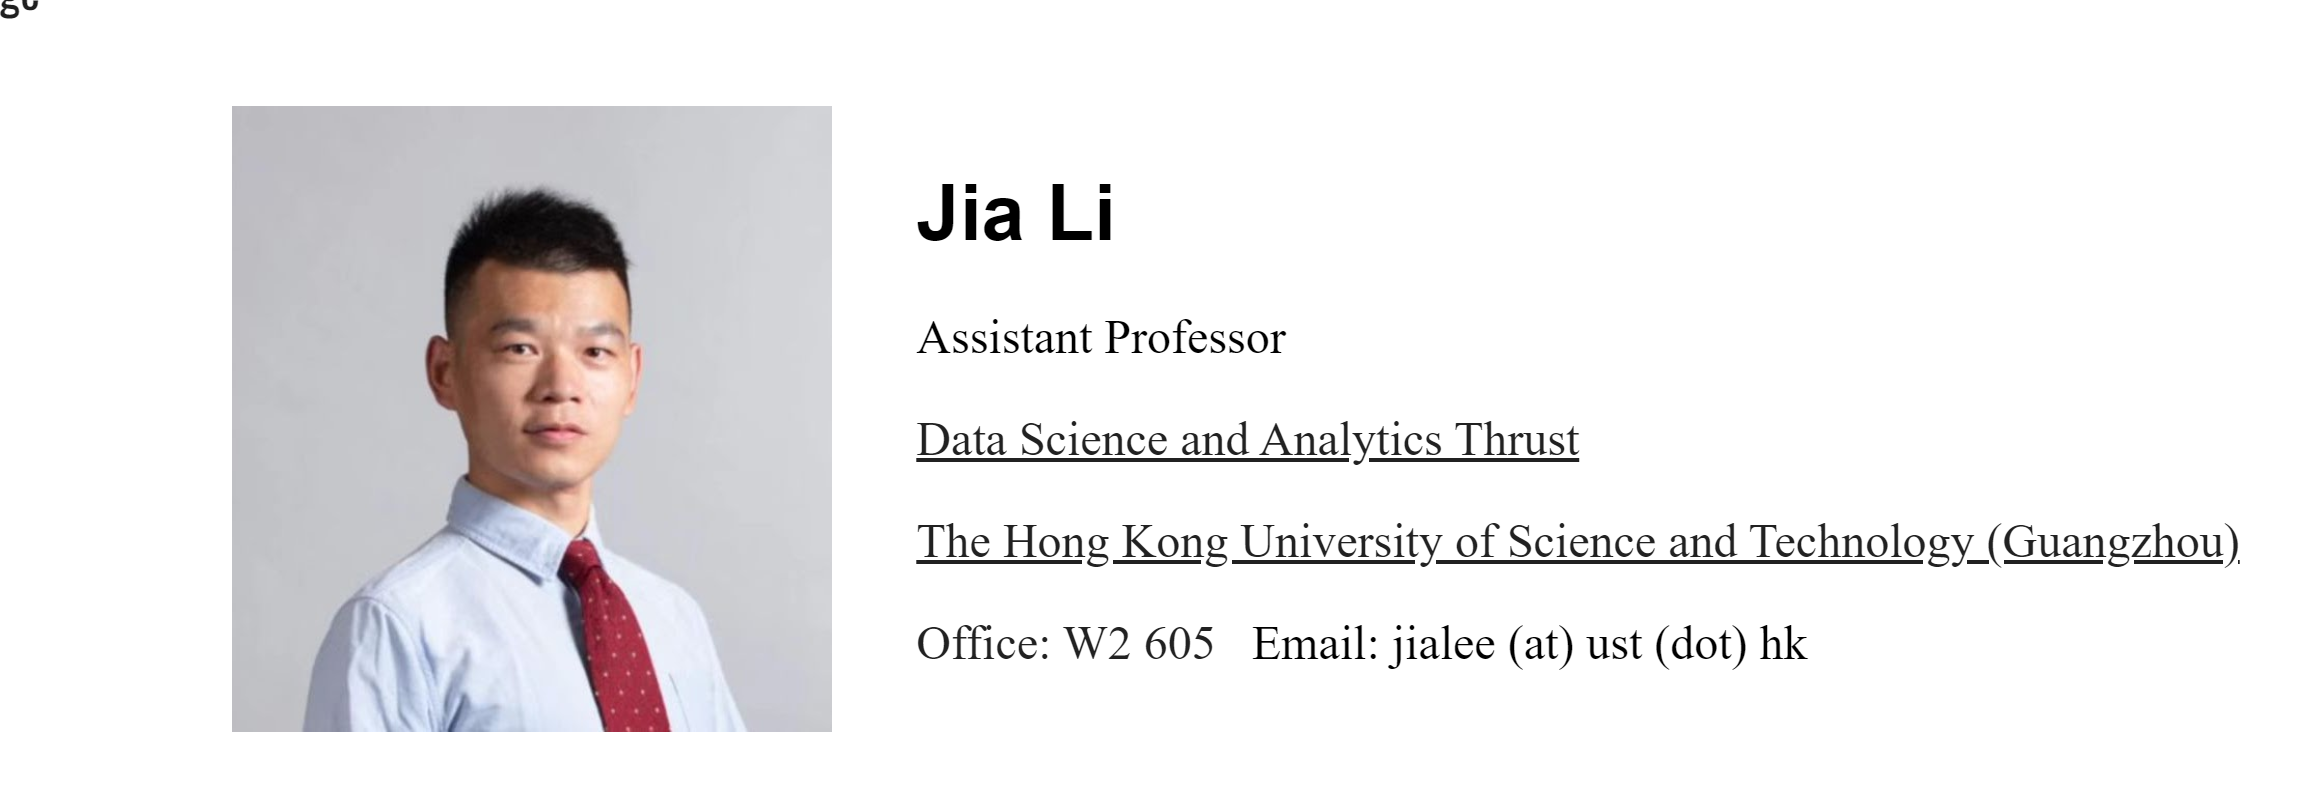 Jia Li
Assistant Professor
Data Science and Analytics Thrust
The Hong Kong University of Science and Technology (Guangzhou)
Office: W2 605 Email: jialee (at) ust (dot) hk